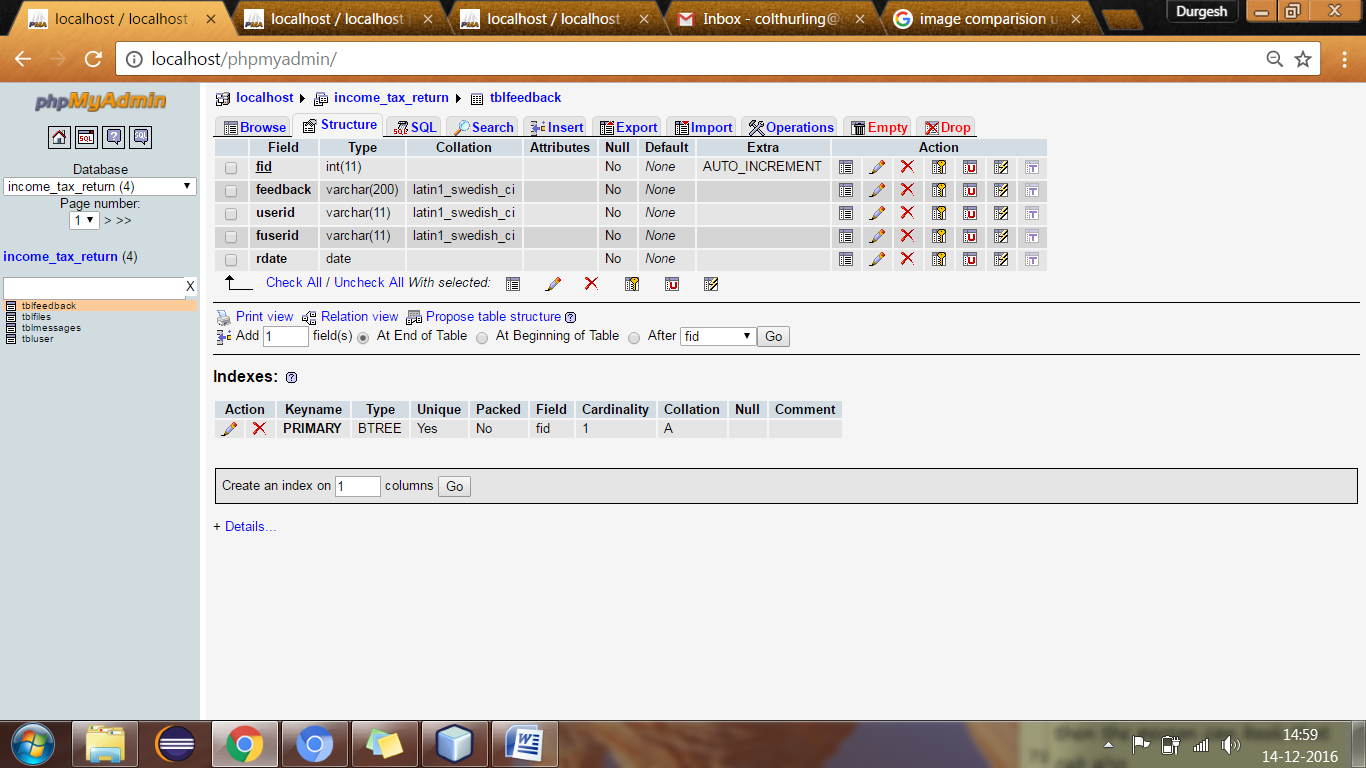 localhost / localhost
localhost / localhost
localhost / localhost
Inbox - colthurling@
image comparision u
Durgesh
localhost/phpmyadmin/
phpMyAdmin
SQL
Database
income_tax_return (4)
Page number:
1 > >>
income_tax_return (4)
X
tblfeedback
tblfiles
tblmessages
tbluser
localhost income_tax_return tblfeedback
Browse Structure SQL Search Insert Export Import Operations Empty Drop
Field Type Collation Attributes Null Default Extra Action
fid int(11) No None AUTO_INCREMENT
feedback varchar(200) latin1_swedish_ci No None
userid varchar(11) latin1_swedish_ci No None
fuserid varchar(11) latin1_swedish_ci No None
rdate date No None
Check All / Uncheck All With selected:
Print view Relation view Propose table structure
Add 1 field(s) At End of Table At Beginning of Table After fid Go
Indexes:
Action Keyname Type Unique Packed Field Cardinality Collation Null Comment
PRIMARY BTREE Yes No fid 1 A
Create an index on 1 columns Go
+ Details...
14:59
14-12-2016